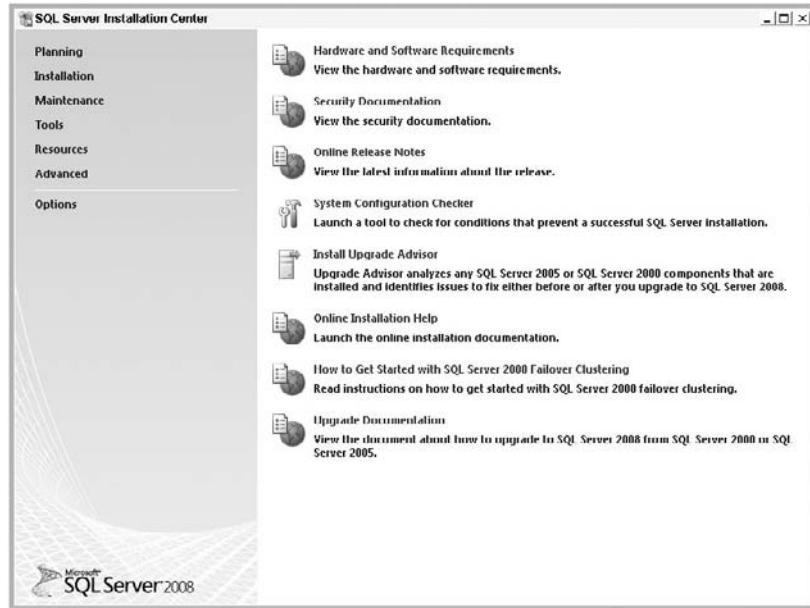 SQL Server Installation Center
Planning
Installation
Maintenance
Tools
Resources
Advanced
Options
Hardware and Software Requirements
View the hardware and software requirements.
Security Documentation
View the security documentation.
Online Release Notes
View the latest information about the release.
System Configuration Checker
Launch a tool to check for conditions that prevent a successful SQL Server installation.
Install Upgrade Advisor
Upgrade Advisor analyzes any SQL Server 2005 or SQL Server 2000 components that are
installed and identifies issues to fix either before or after you upgrade to SQL Server 2008.
Online Installation Help
Launch the online installation documentation.
How to Get Started with SQL Server 2000 Failover Clustering
Read instructions on how to get started with SQL Server 2000 failover clustering.
Upgrade Documentation
View the document about how to upgrade to SQL Server 2008 from SQL Server 2000 or SQL
Server 2005.
Microsoft
SQL Server 2008